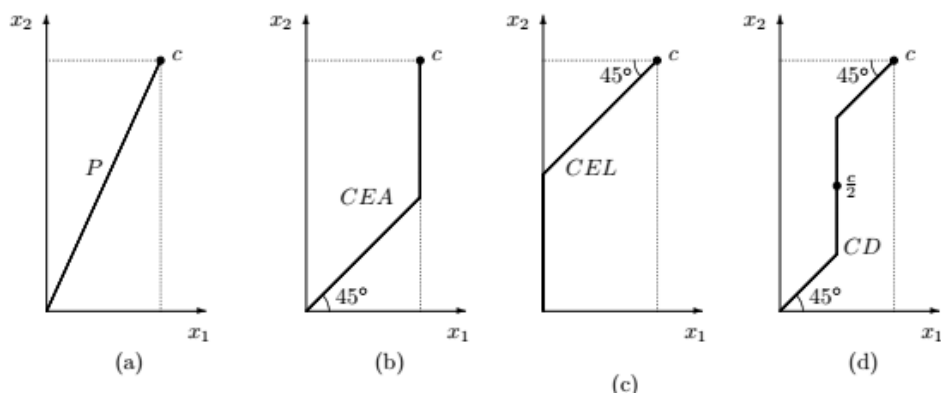 x₂ c P x₁ (a)
x₂ c CEA 45° x₁ (b)
x₂ c 45° CEL x₁ (c)
x₂ c 45° c/2 CD 45° x₁ (d)